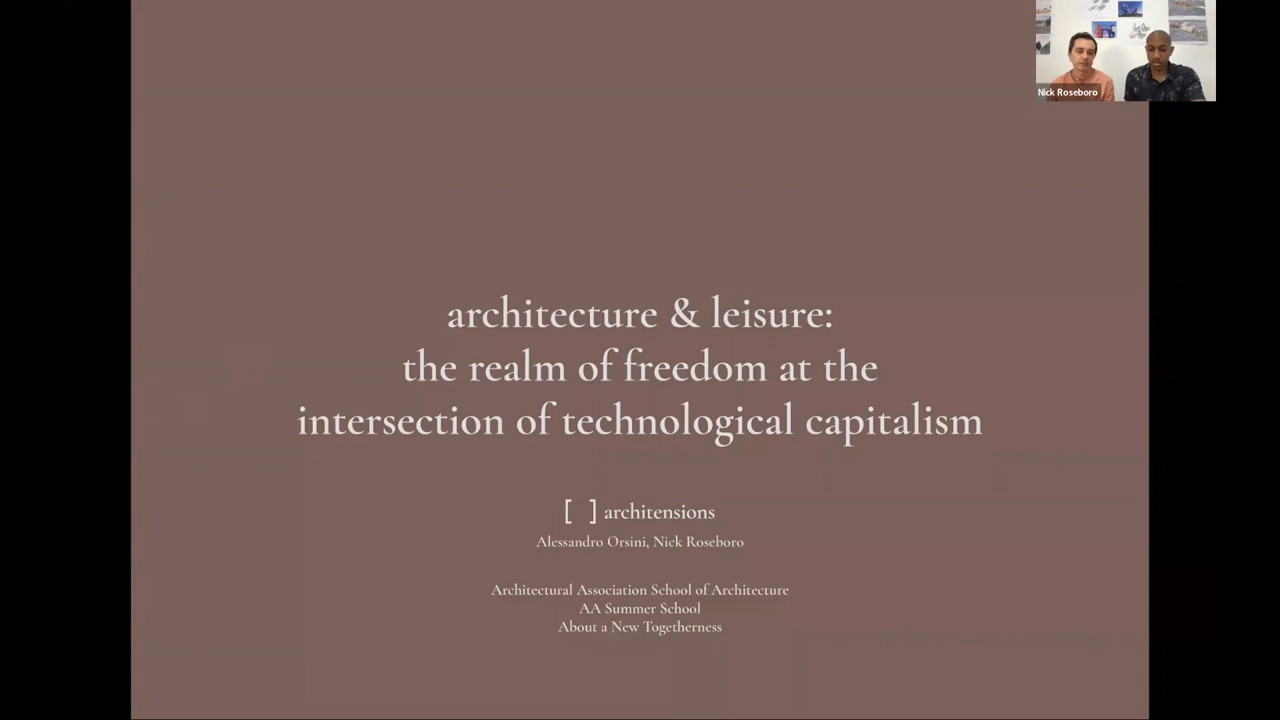 Nick Roseboro
architecture & leisure:
the realm of freedom at the
intersection of technological capitalism
[ ] architensions
Alessandro Orsini, Nick Roseboro
Architectural Association School of Architecture
AA Summer School
About a New Togetherness